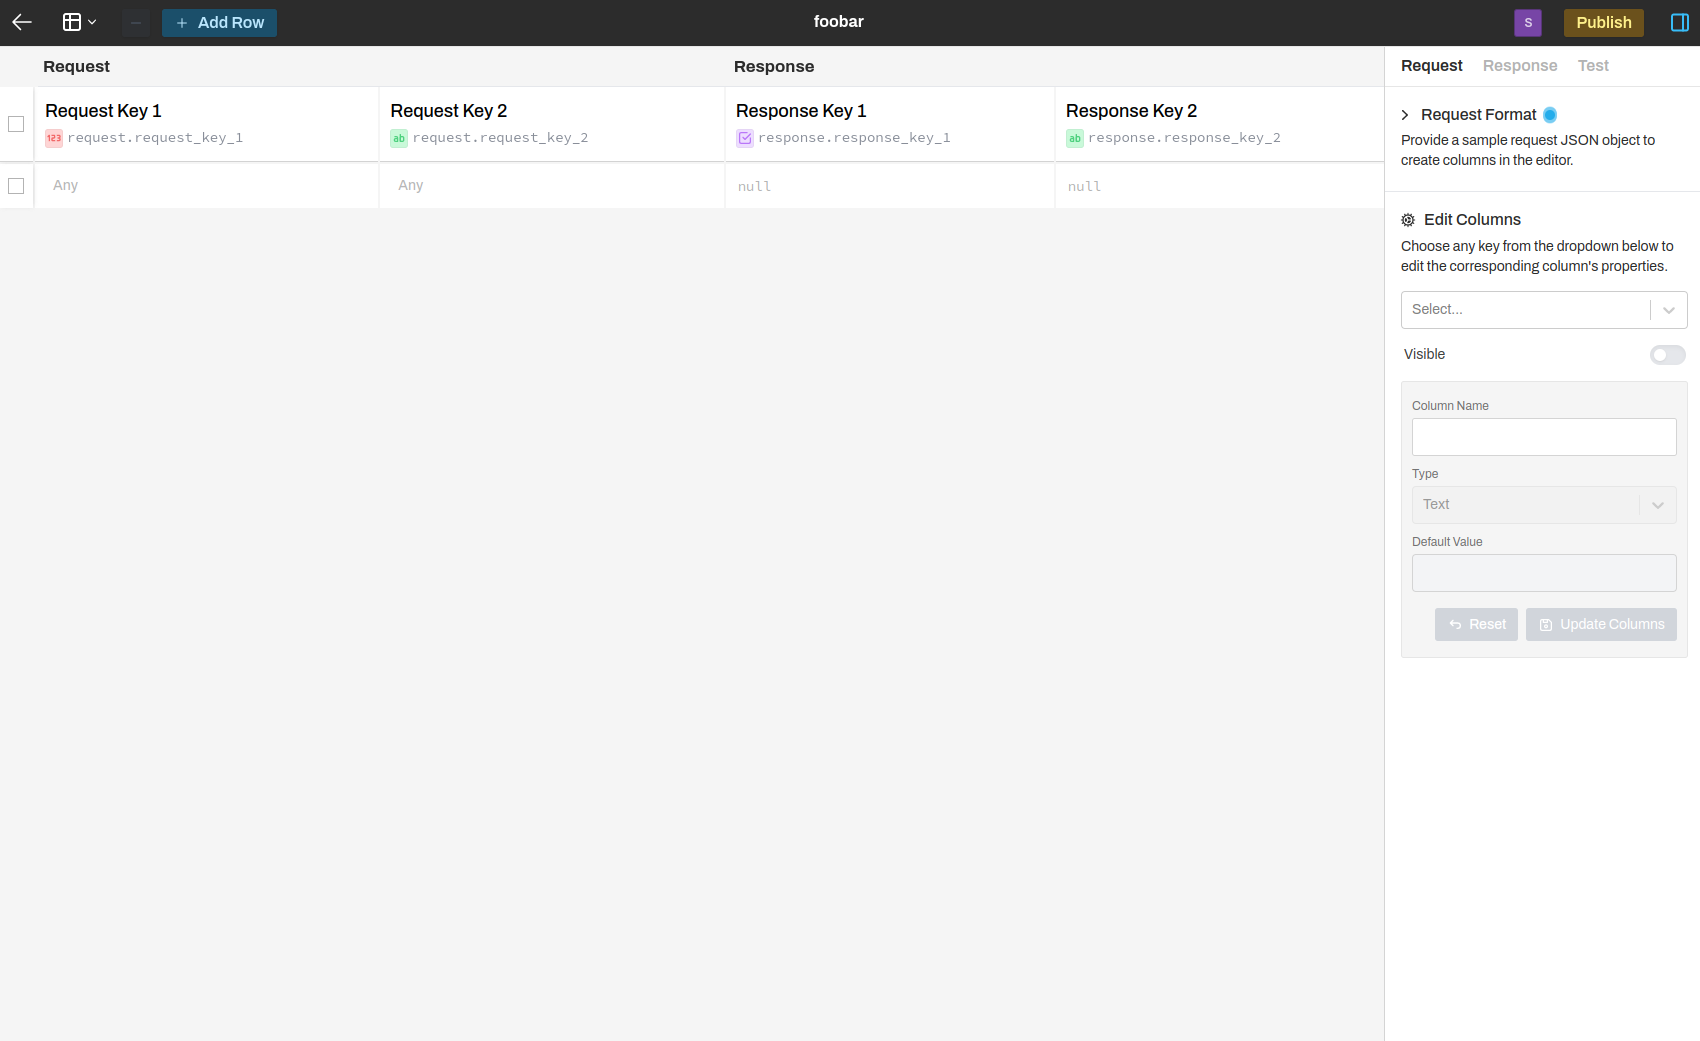 Add Row
foobar
S
Publish
Request
Response
Request Key 1
123 request.request_key_1
Request Key 2
ab request.request_key_2
Response Key 1
response.response_key_1
Response Key 2
ab response.response_key_2
Any
Any
null
null
Request Response Test
Request Format
Provide a sample request JSON object to
create columns in the editor.
Edit Columns
Choose any key from the dropdown below to
edit the corresponding column's properties.
Select...
Visible
Column Name
Type
Text
Default Value
Reset
Update Columns